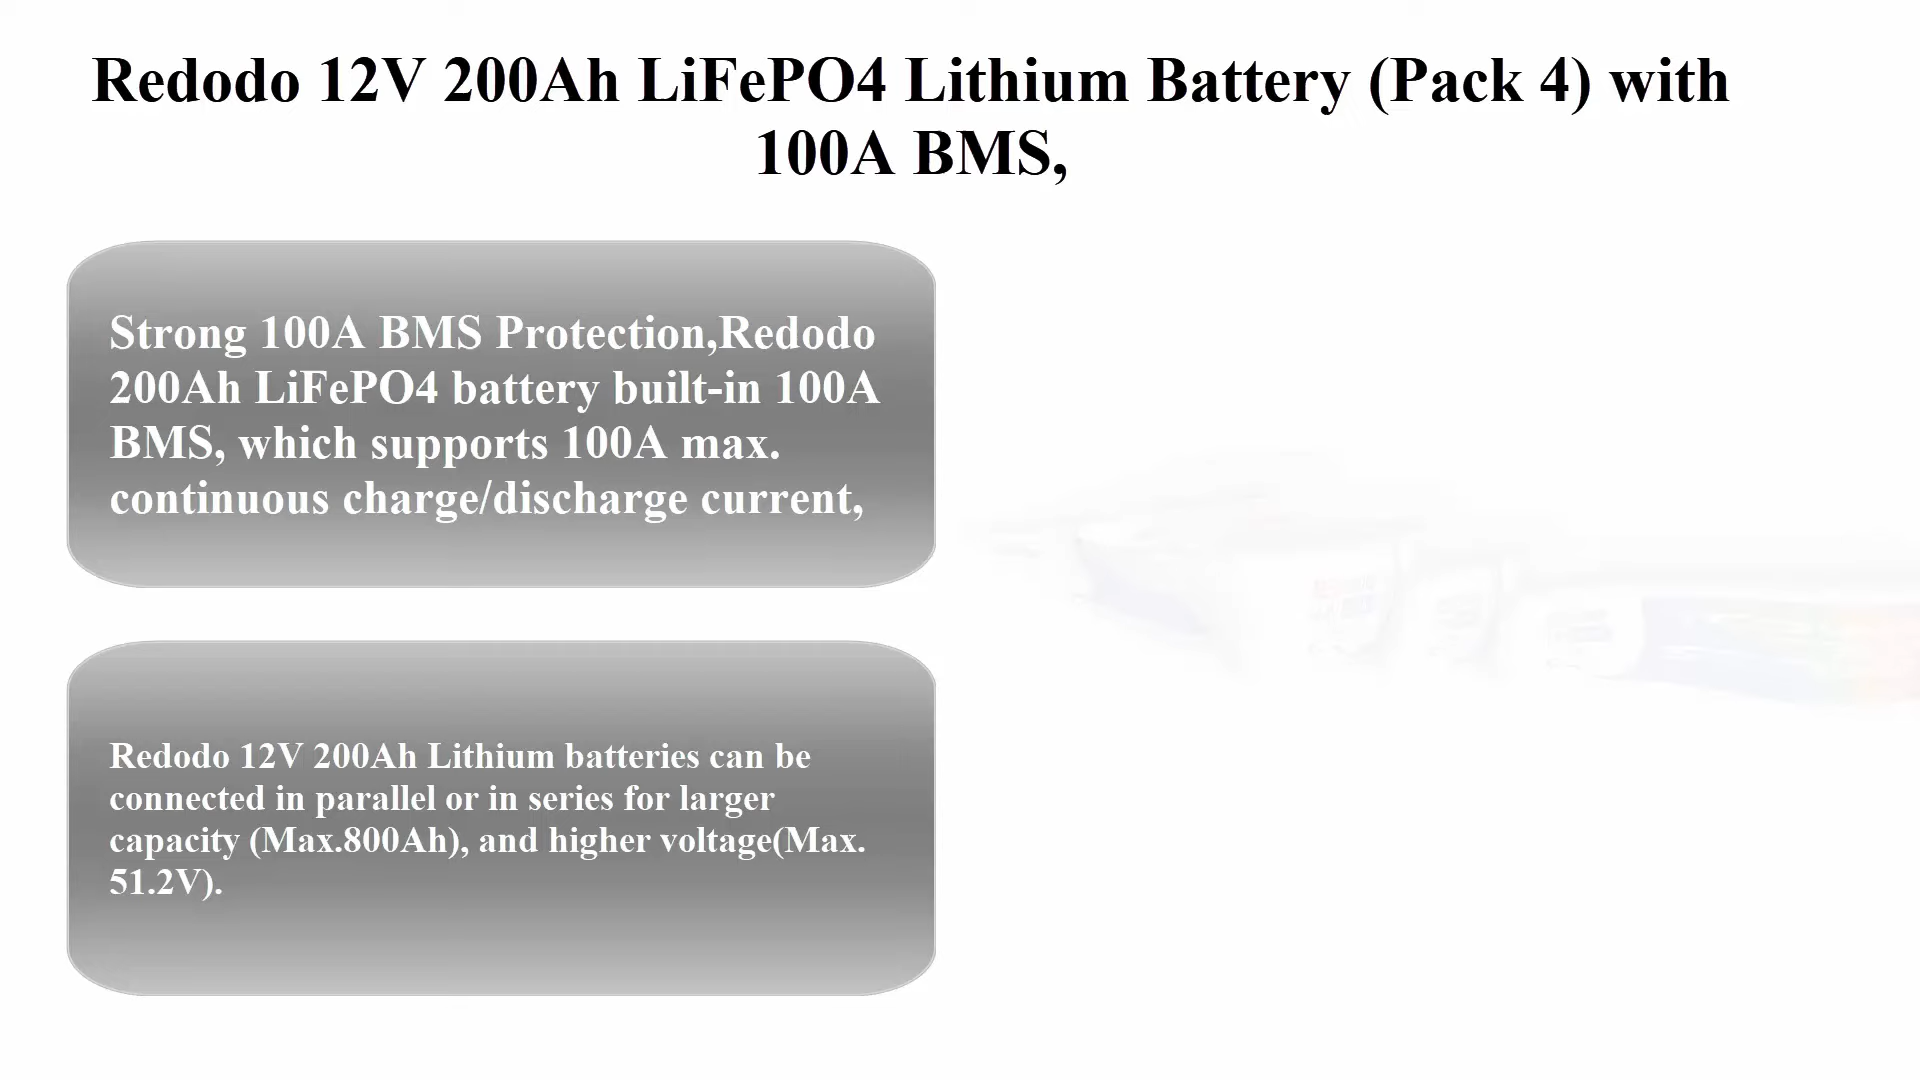 Redodo 12V 200Ah LiFePO4 Lithium Battery (Pack 4) with
100A BMS,
Strong 100A BMS Protection,Redodo
200Ah LiFePO4 battery built-in 100A
BMS, which supports 100A max.
continuous charge/discharge current,
Redodo 12V 200Ah Lithium batteries can be
connected in parallel or in series for larger
capacity (Max.800Ah), and higher voltage(Max.
51.2V).